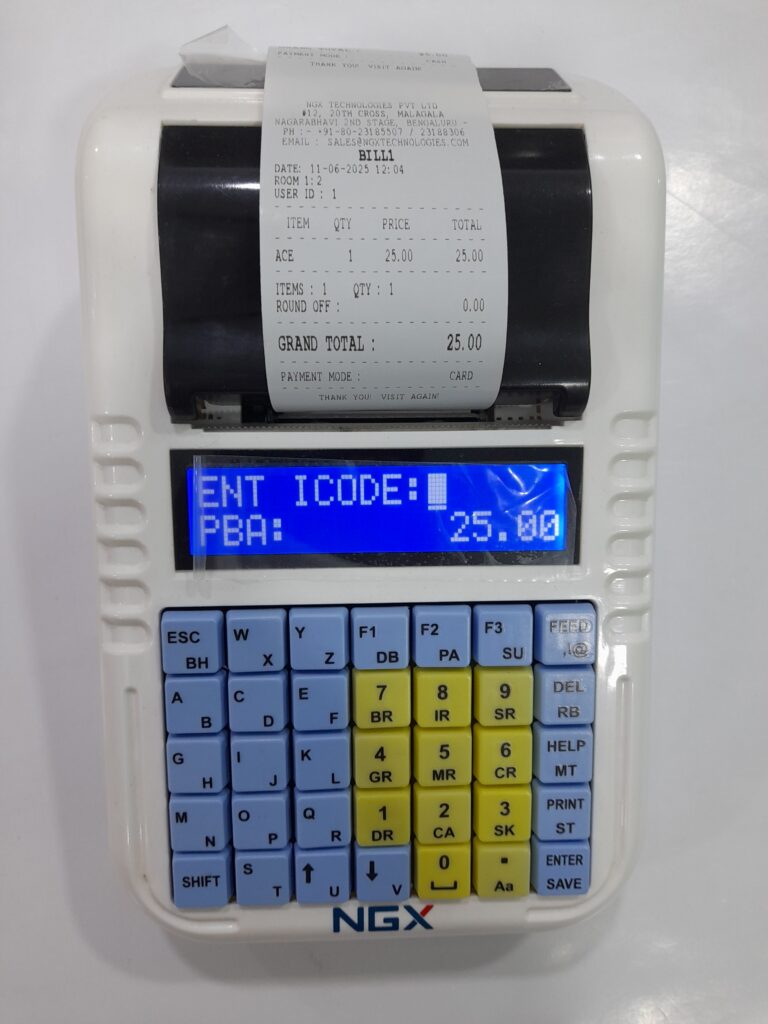 PAYMENT MODE : CASH
THANK YOU! VISIT AGAIN!
NGX TECHNOLOGIES PVT LTD
#12, 20TH CROSS, MALAGALA
NAGARABHAVI 2ND STAGE, BENGALURU -
PH : - +91-80-23185507 / 23188306
EMAIL : SALES@NGXTECHNOLOGIES.COM
BILL1
DATE: 11-06-2025 12:04
ROOM 1:2
USER ID : 1
ITEM QTY PRICE TOTAL
ACE 1 25.00 25.00
ITEMS : 1 QTY : 1
ROUND OFF : 0.00
GRAND TOTAL : 25.00
PAYMENT MODE : CARD
THANK YOU! VISIT AGAIN!
ENT ICODE:
PBA: 25.00
ESC BH W X Y Z F1 DB F2 PA F3 SU FEED ,!@
A B C D E F 7 BR 8 IR 9 SR DEL RB
G H I J K L 4 GR 5 MR 6 CR HELP MT
M N O P Q R 1 DR 2 CA 3 SK PRINT ST
SHIFT S T ↑ U ↓ V 0 . Aa ENTER SAVE
NGX